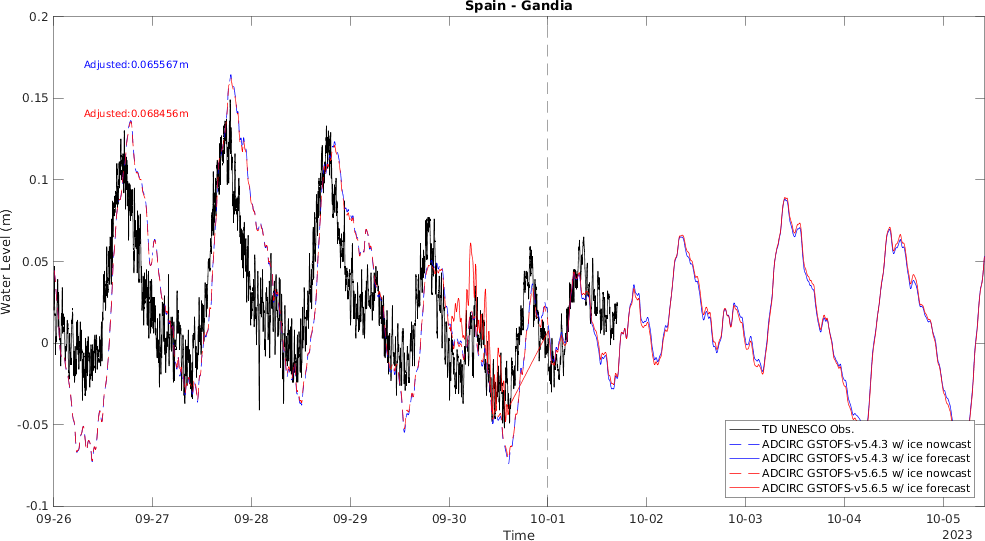 Spain - Gandia
Water Level (m)
0.2
0.15
0.1
0.05
0
-0.05
-0.1
Adjusted:0.065567m
Adjusted:0.068456m
TD UNESCO Obs.
ADCIRC GSTOFS-v5.4.3 w/ ice nowcast
ADCIRC GSTOFS-v5.4.3 w/ ice forecast
ADCIRC GSTOFS-v5.6.5 w/ ice nowcast
ADCIRC GSTOFS-v5.6.5 w/ ice forecast
09-26 09-27 09-28 09-29 09-30 10-01 10-02 10-03 10-04 10-05
Time
2023